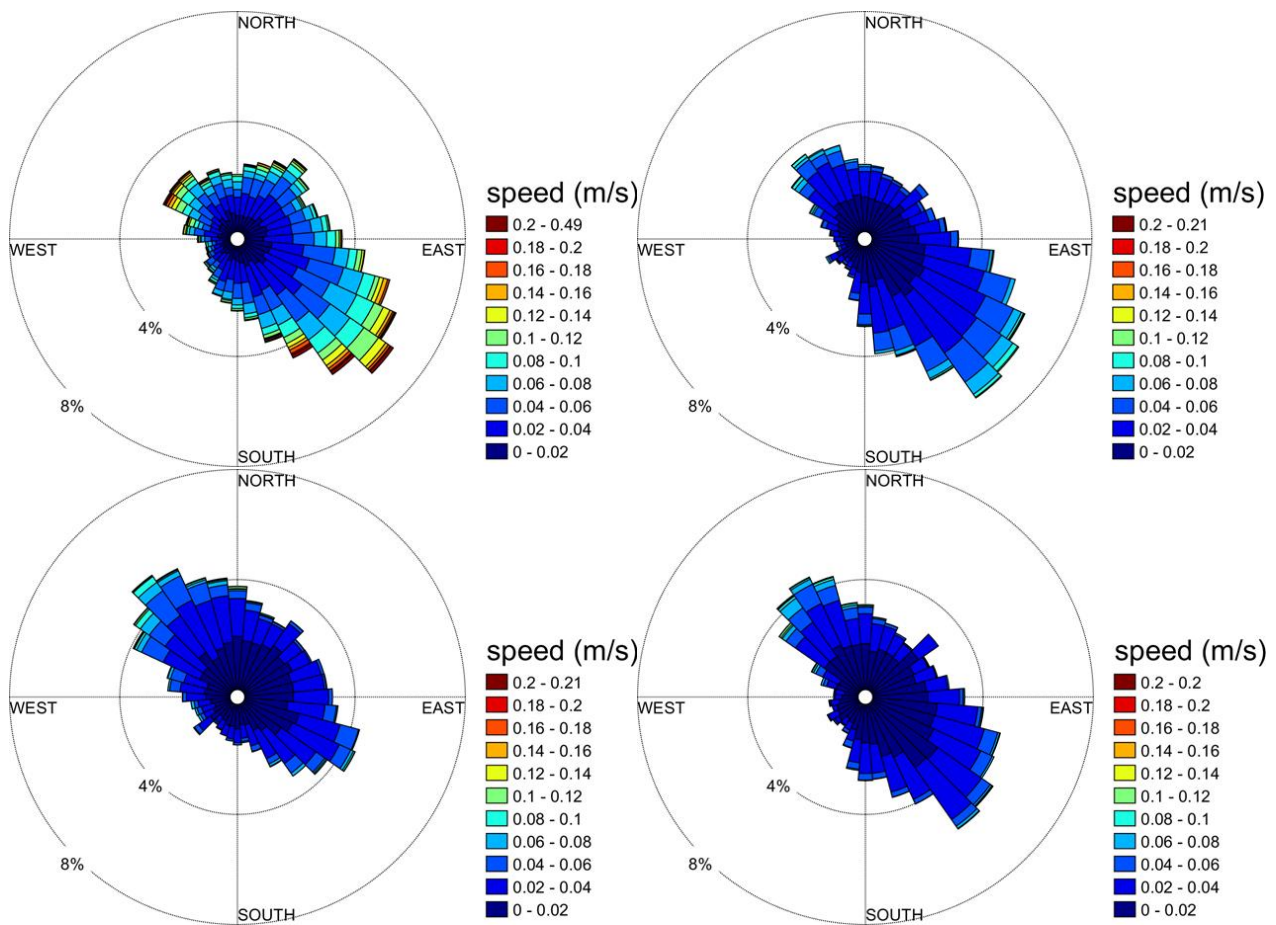 NORTH
WEST
EAST
SOUTH
4%
8%
speed (m/s)
0.2 - 0.49
0.18 - 0.2
0.16 - 0.18
0.14 - 0.16
0.12 - 0.14
0.1 - 0.12
0.08 - 0.1
0.06 - 0.08
0.04 - 0.06
0.02 - 0.04
0 - 0.02
NORTH
WEST
EAST
SOUTH
4%
8%
speed (m/s)
0.2 - 0.21
0.18 - 0.2
0.16 - 0.18
0.14 - 0.16
0.12 - 0.14
0.1 - 0.12
0.08 - 0.1
0.06 - 0.08
0.04 - 0.06
0.02 - 0.04
0 - 0.02
NORTH
WEST
EAST
SOUTH
4%
8%
speed (m/s)
0.2 - 0.21
0.18 - 0.2
0.16 - 0.18
0.14 - 0.16
0.12 - 0.14
0.1 - 0.12
0.08 - 0.1
0.06 - 0.08
0.04 - 0.06
0.02 - 0.04
0 - 0.02
NORTH
WEST
EAST
SOUTH
4%
8%
speed (m/s)
0.2 - 0.2
0.18 - 0.2
0.16 - 0.18
0.14 - 0.16
0.12 - 0.14
0.1 - 0.12
0.08 - 0.1
0.06 - 0.08
0.04 - 0.06
0.02 - 0.04
0 - 0.02